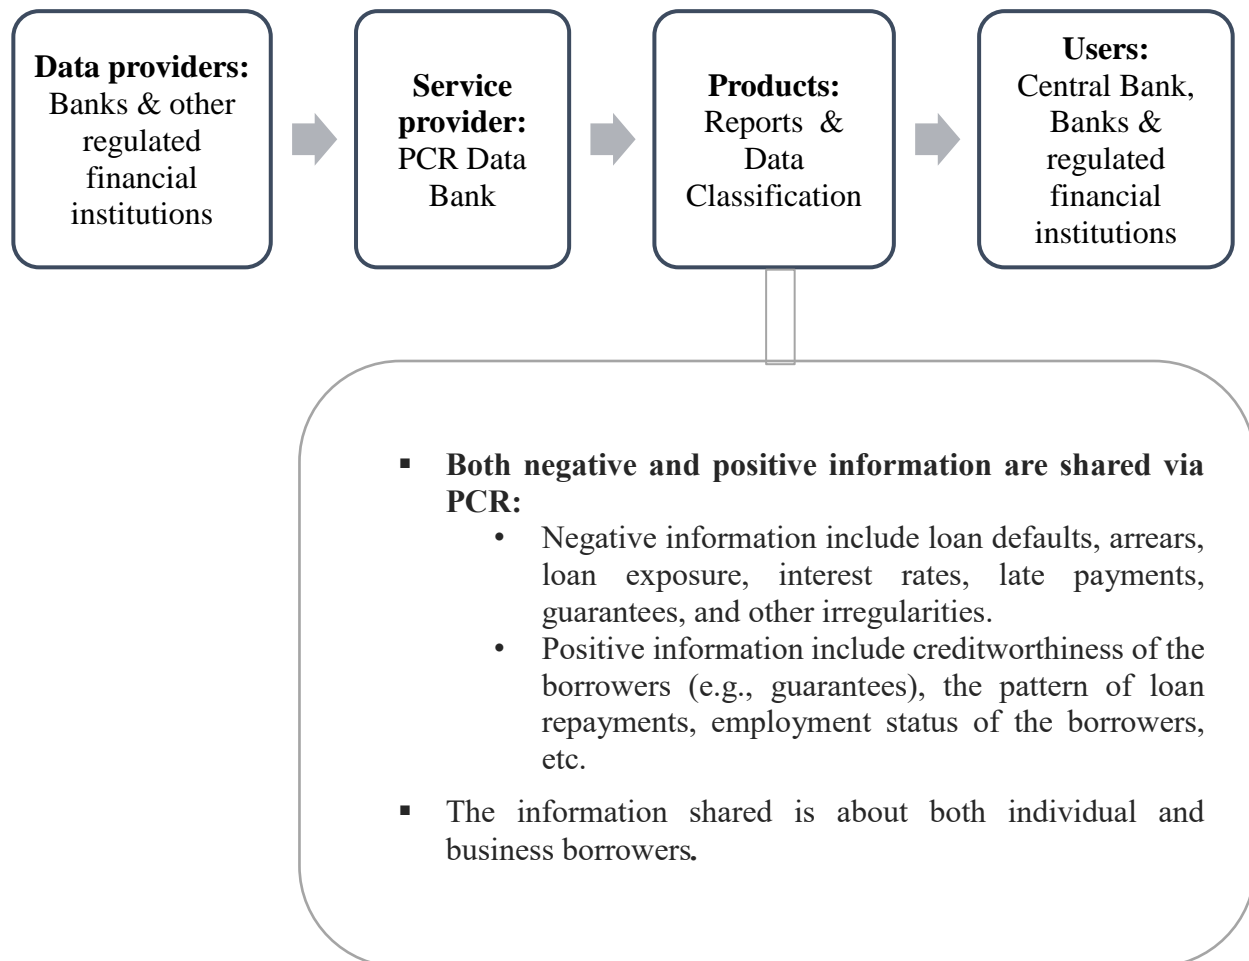 Data providers:
Banks & other
regulated
financial
institutions
Service
provider:
PCR Data
Bank
Products:
Reports &
Data
Classification
Users:
Central Bank,
Banks &
regulated
financial
institutions
▪ Both negative and positive information are shared via
PCR:
• Negative information include loan defaults, arrears,
loan exposure, interest rates, late payments,
guarantees, and other irregularities.
• Positive information include creditworthiness of the
borrowers (e.g., guarantees), the pattern of loan
repayments, employment status of the borrowers,
etc.
▪ The information shared is about both individual and
business borrowers.